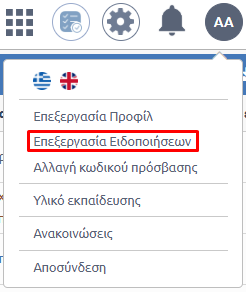 AA
Επεξεργασία Προφίλ
Επεξεργασία Ειδοποιήσεων
Αλλαγή κωδικού πρόσβασης
Υλικό εκπαίδευσης
Ανακοινώσεις
Αποσύνδεση